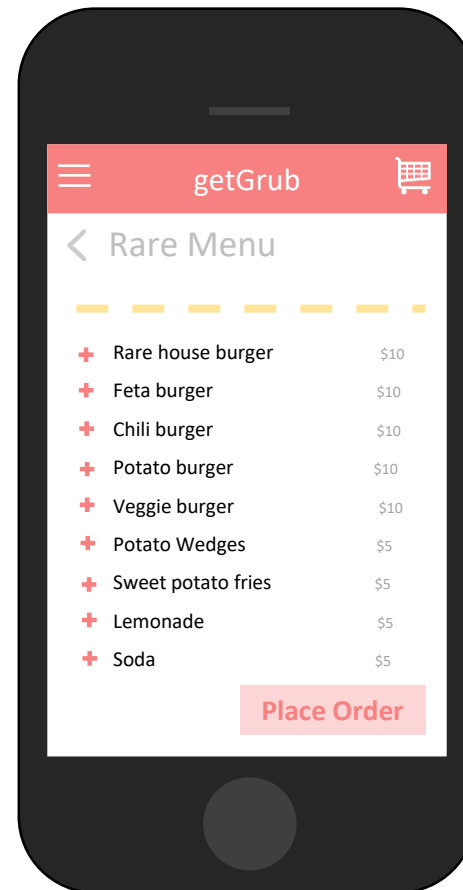 getGrub
Rare Menu
Rare house burger $10
Feta burger $10
Chili burger $10
Potato burger $10
Veggie burger $10
Potato Wedges $5
Sweet potato fries $5
Lemonade $5
Soda $5
Place Order